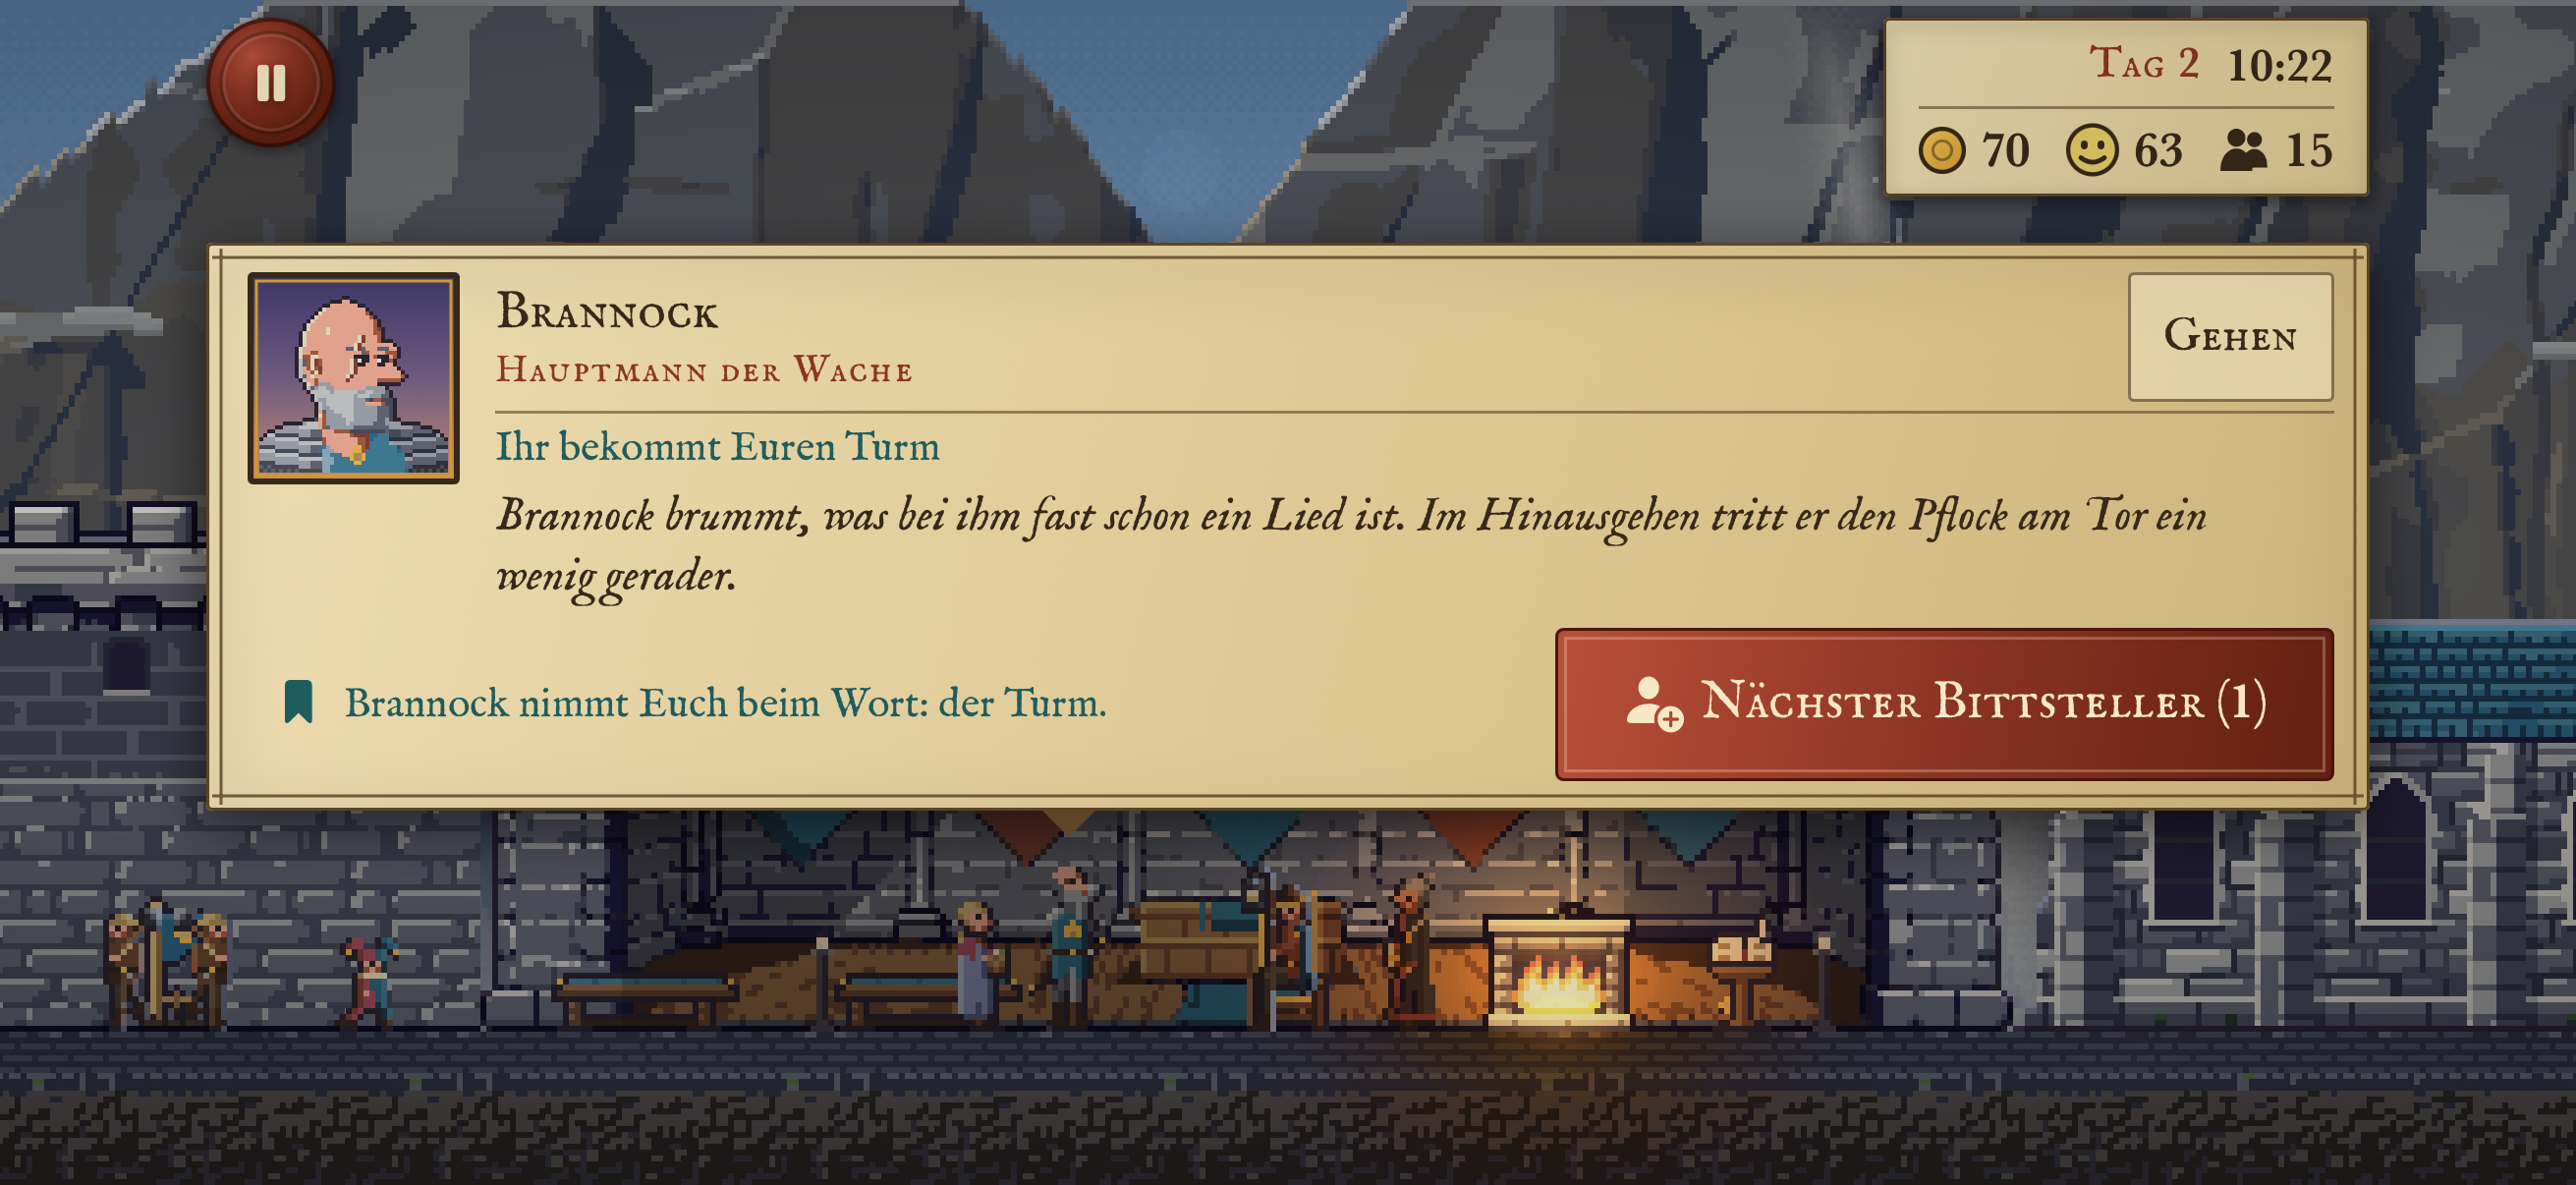 Tag 2 10:22
70 63 15
Brannock
Gehen
Hauptmann der Wache
Ihr bekommt Euren Turm
Brannock brummt, was bei ihm fast schon ein Lied ist. Im Hinausgehen tritt er den Pflock am Tor ein
wenig gerader.
Brannock nimmt Euch beim Wort: der Turm.
Nächster Bittsteller (1)